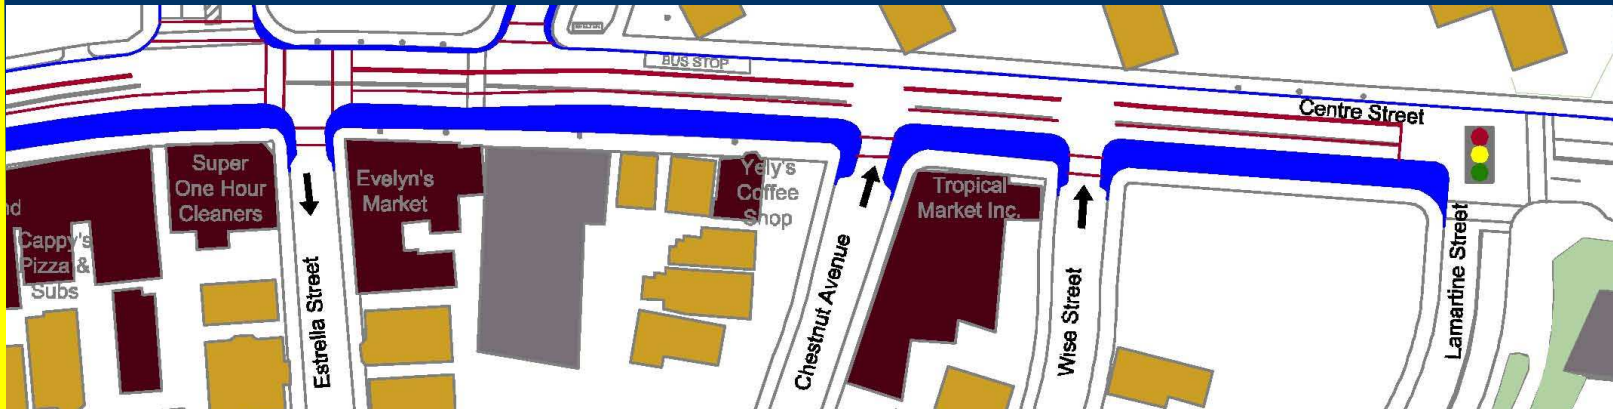 BUS STOP
Centre Street
Super
One Hour
Cleaners
Evelyn's
Market
Yely's
Coffee
Shop
Tropical
Market Inc.
nd
Cappy's
Pizza &
Subs
Estrella Street
Chestnut Avenue
Wise Street
Lamartine Street